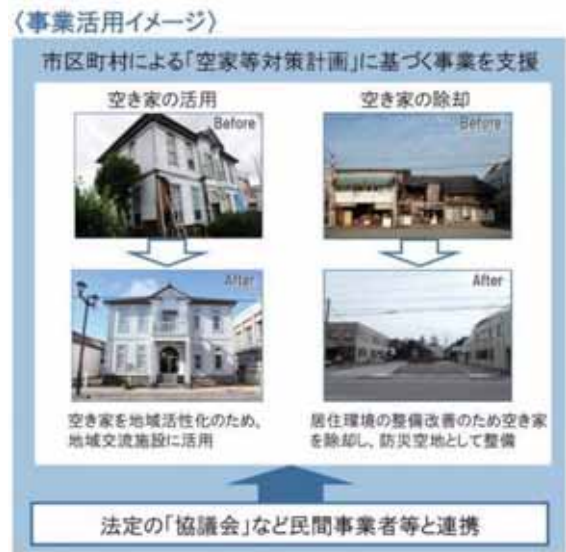 〈事業活用イメージ〉
市区町村による「空家等対策計画」に基づく事業を支援
空き家の活用
空き家の除却
Before
Before
After
After
空き家を地域活性化のため、
地域交流施設に活用
居住環境の整備改善のため空き家
を除却し、防災空地として整備
法定の「協議会」など民間事業者等と連携